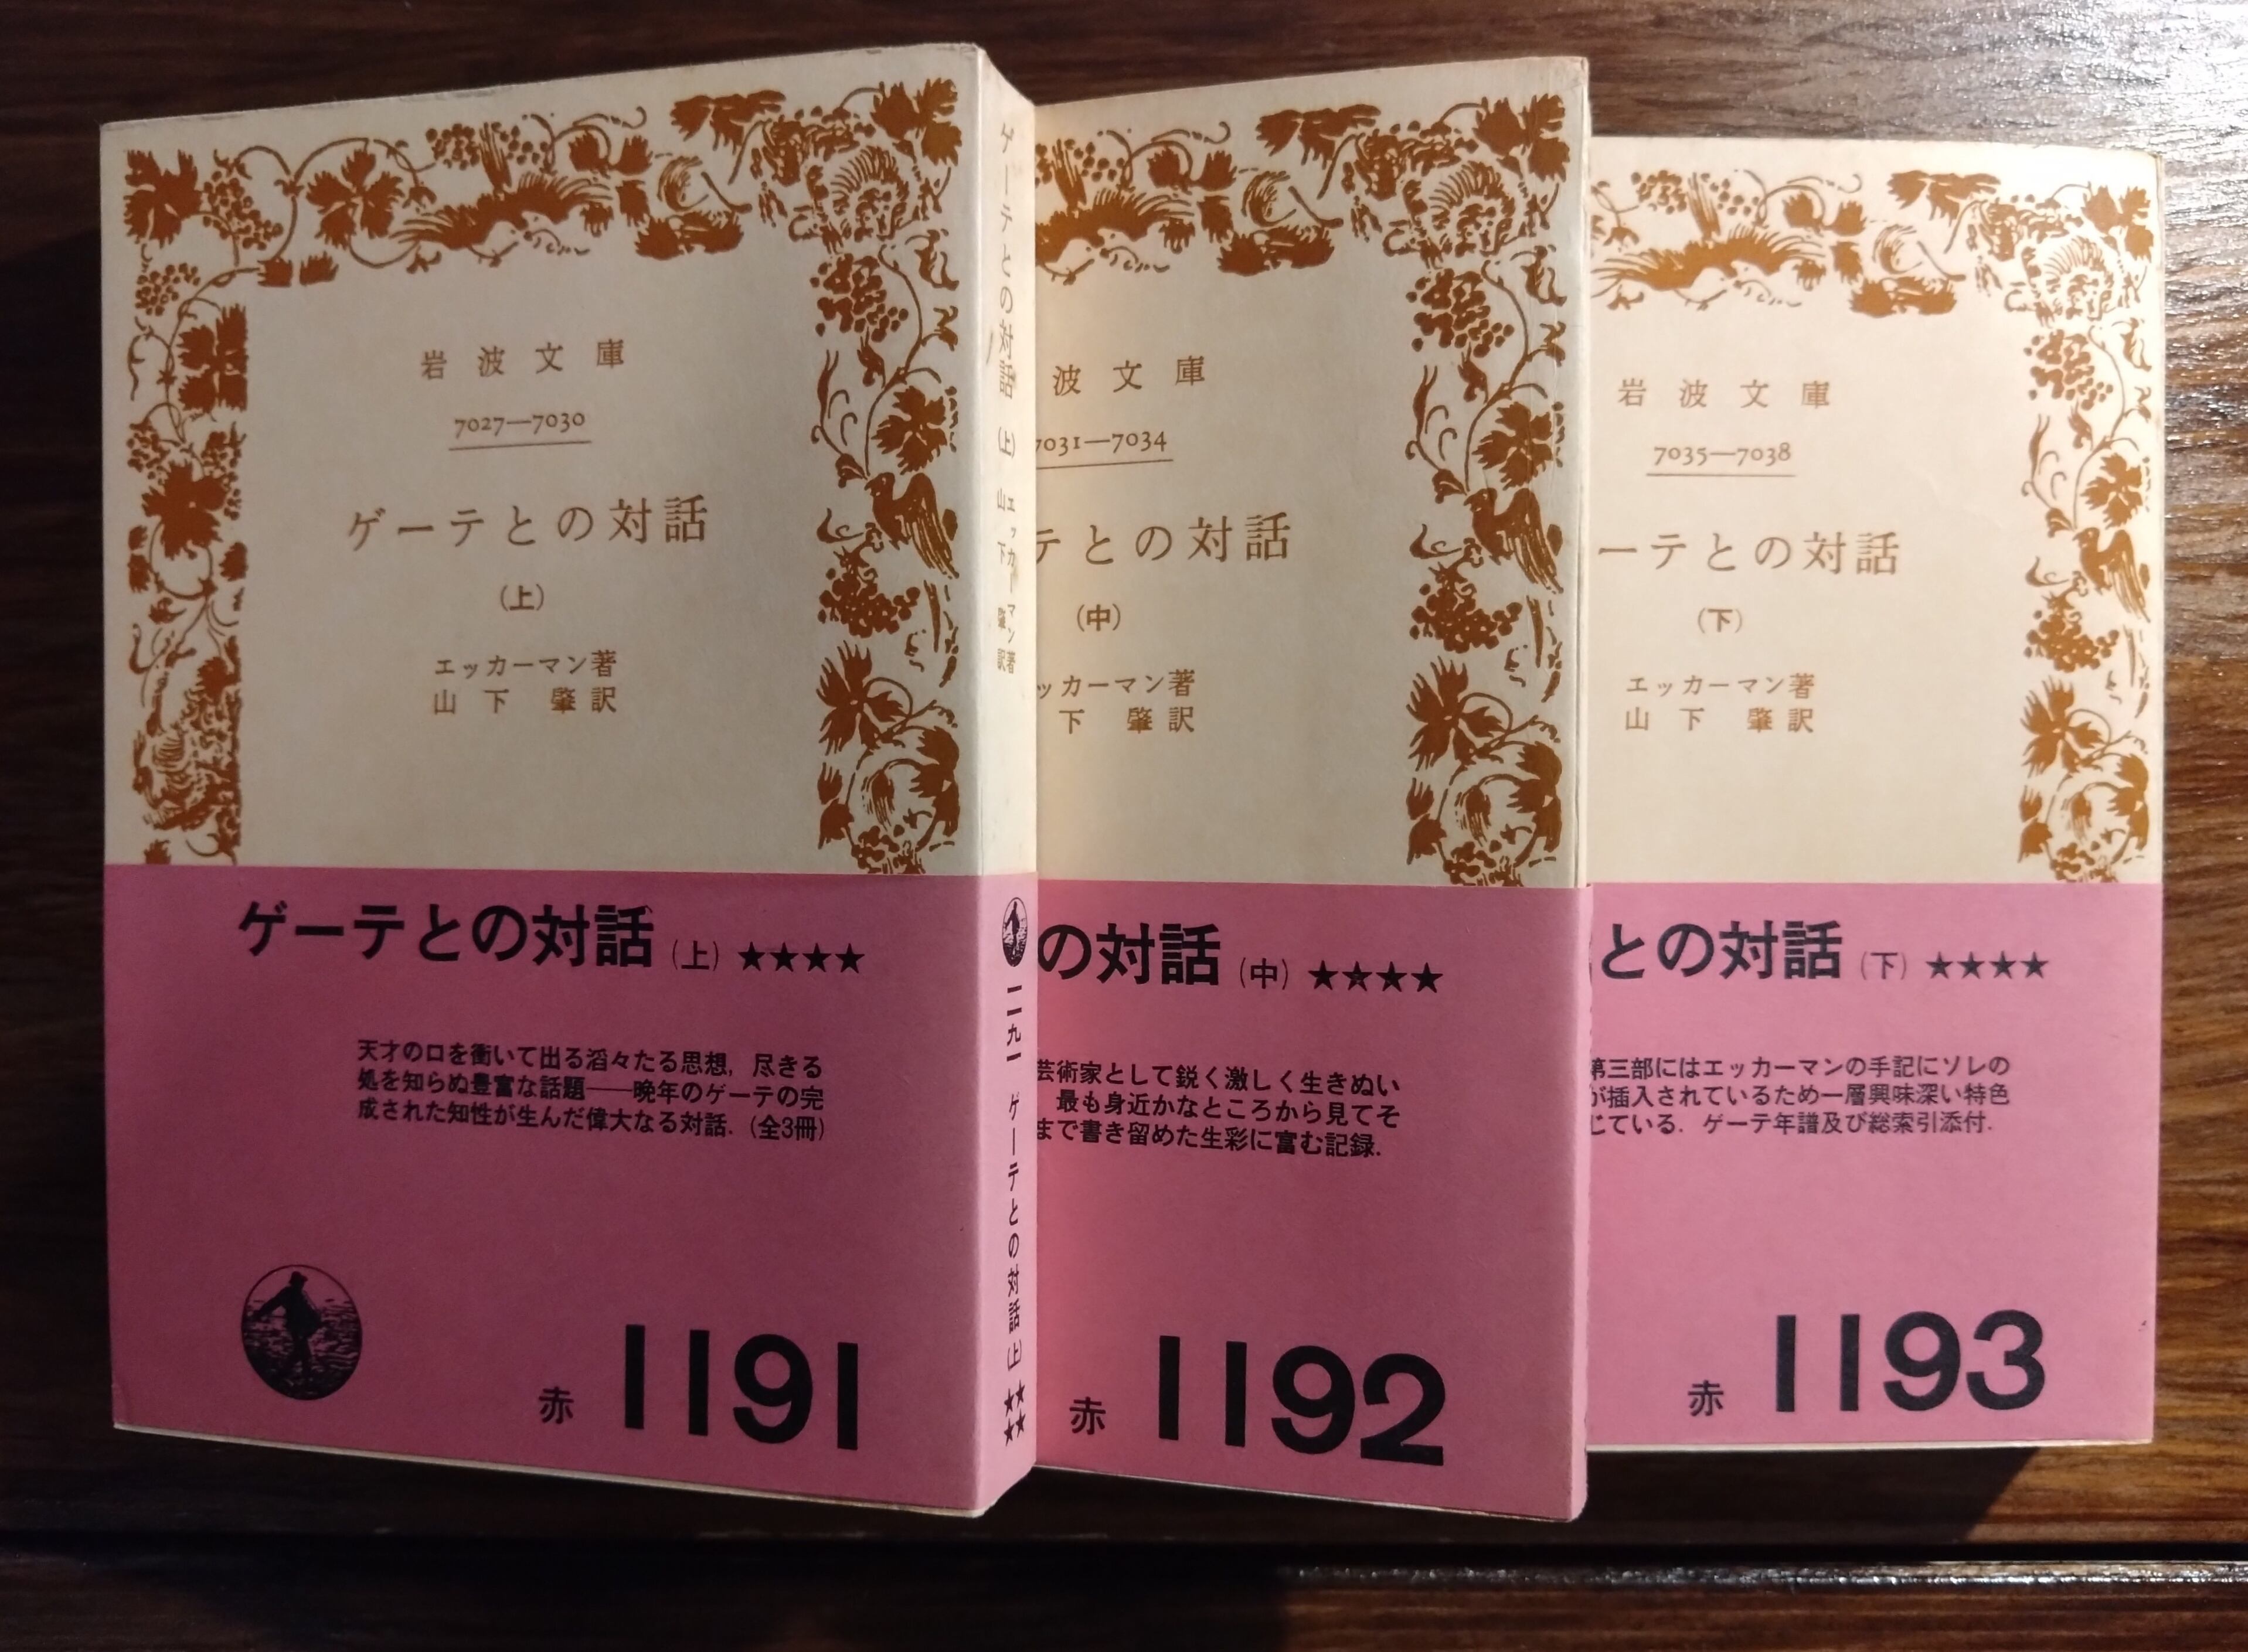 岩波文庫
7027—7030
ゲーテとの対話
(上)
エッカーマン著
山下 肇訳
ゲーテとの対話 (上) ★★★★
天才の口を衝いて出る滔々たる思想，尽きる
処を知らぬ豊富な話題――晩年のゲーテの完
成された知性が生んだ偉大なる対話．(全3冊)
赤 1191
ゲーテとの対話 (上)
エッカーマン著
山下 肇訳
一一九一 ゲーテとの対話 (上) ★★★★
波文庫
7031—7034
テとの対話
(中)
ッカーマン著
下 肇訳
の対話 (中) ★★★★
芸術家として鋭く激しく生きぬい
最も身近かなところから見てそ
まで書き留めた生彩に富む記録．
赤 1192
岩波文庫
7035—7038
ーテとの対話
(下)
エッカーマン著
山下 肇訳
との対話 (下) ★★★★
第三部にはエッカーマンの手記にソレの
が挿入されているため一層興味深い特色
じている．ゲーテ年譜及び総索引添付．
赤 1193